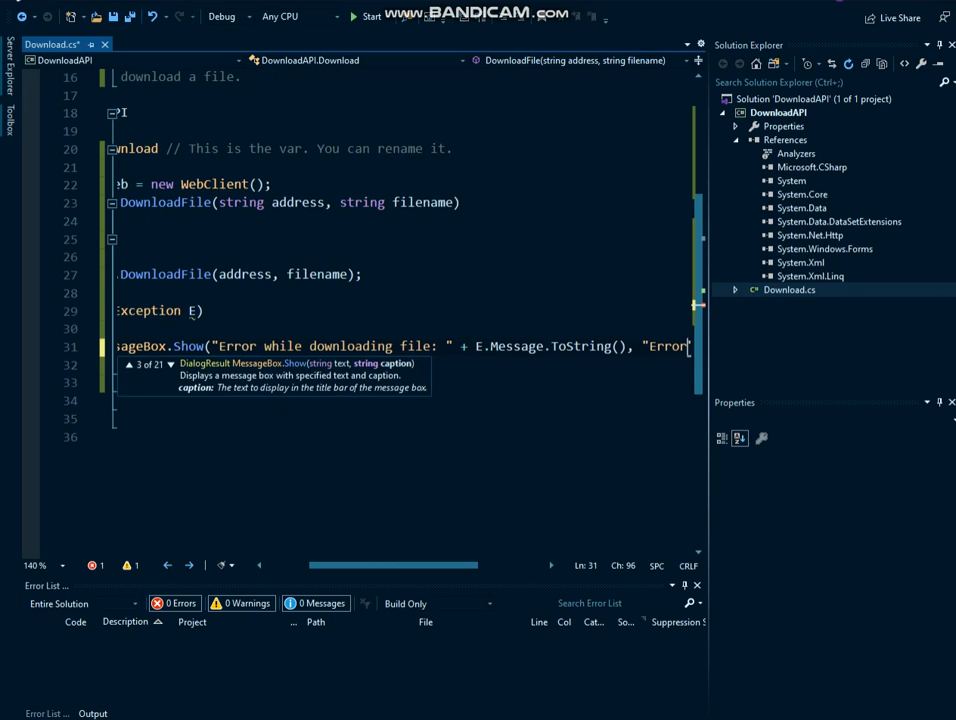 www.BANDICAM.com
Debug
Any CPU
Start
Live Share
Server Explorer
Toolbox
Download.cs*
DownloadAPI
DownloadAPI.Download
DownloadFile(string address, string filename)
16 download a file.
17
18 PI
19
20 wnload // This is the var. You can rename it.
21
22 eb = new WebClient();
23 DownloadFile(string address, string filename)
24
25
26
27 .DownloadFile(address, filename);
28
29 Exception E)
30
31 sageBox.Show("Error while downloading file: " + E.Message.ToString(), "Error"
32
33
34
35
36
3 of 21 DialogResult MessageBox.Show(string text, string caption)
Displays a message box with specified text and caption.
caption: The text to display in the title bar of the message box.
140 %
1
1
Ln: 31
Ch: 96
SPC
CRLF
Error List ...
Entire Solution
0 Errors
0 Warnings
0 Messages
Build Only
Search Error List
Code
Description
Project
...
Path
File
Line
Col
Cat...
So...
Suppression S
Error List ...
Output
Solution Explorer
Search Solution Explorer (Ctrl+;)
Solution 'DownloadAPI' (1 of 1 project)
DownloadAPI
Properties
References
Analyzers
Microsoft.CSharp
System
System.Core
System.Data
System.Data.DataSetExtensions
System.Net.Http
System.Windows.Forms
System.Xml
System.Xml.Linq
Download.cs
Properties